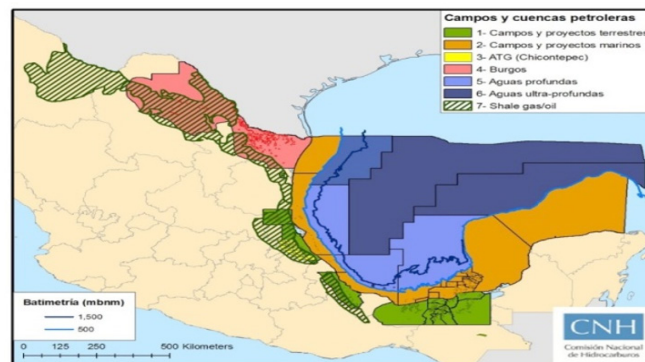 Campos y cuencas petroleras
1- Campos y proyectos terrestres
2- Campos y proyectos marinos
3- ATG (Chicontepec)
4- Burgos
5- Aguas profundas
6- Aguas ultra-profundas
7- Shale gas/oil
Batimetría (mbnm)
1,500
500
0 125 250 500 Kilometers
CNH
Comisión Nacional
de Hidrocarburos